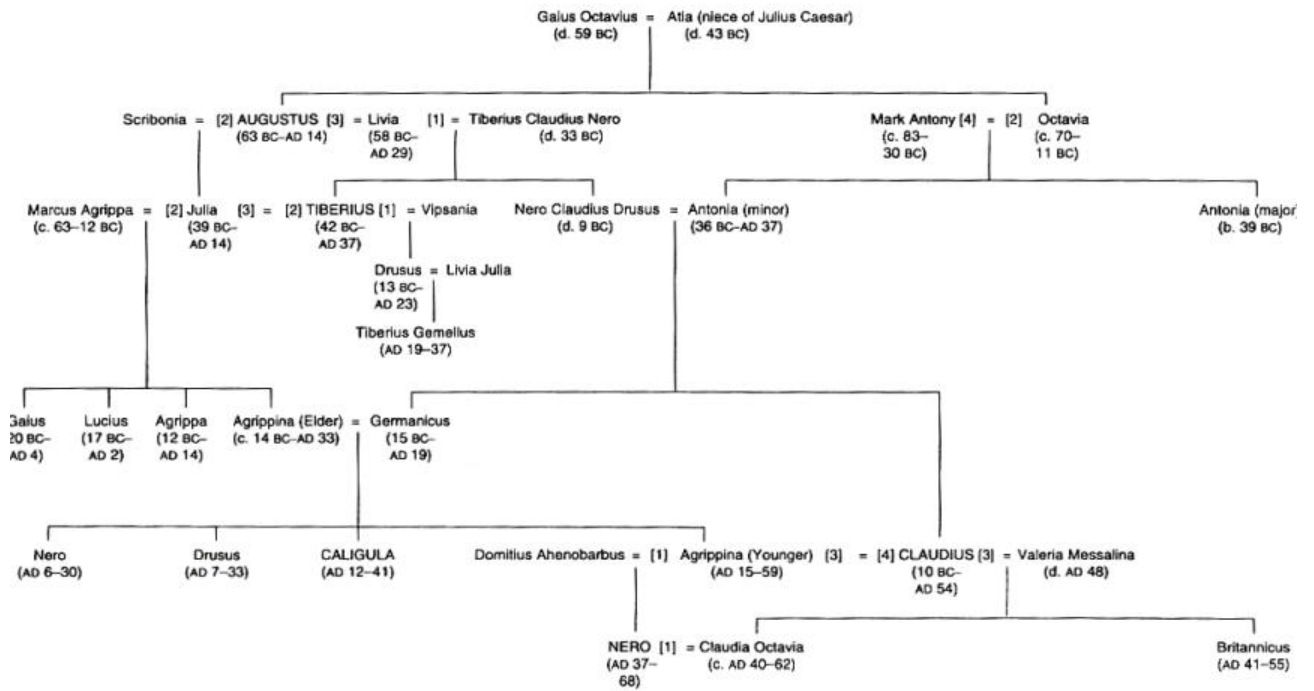 Gaius Octavius = Atia (niece of Julius Caesar)
(d. 59 BC) (d. 43 BC)
Scribonia = [2] AUGUSTUS [3] = Livia [1] = Tiberius Claudius Nero Mark Antony [4] = [2] Octavia
(63 BC–AD 14) (58 BC– (d. 33 BC) (c. 83– (c. 70–
AD 29) 30 BC) 11 BC)
Marcus Agrippa = [2] Julia [3] = [2] TIBERIUS [1] = Vipsania Nero Claudius Drusus = Antonia (minor) Antonia (major)
(c. 63–12 BC) (39 BC– (42 BC– (d. 9 BC) (36 BC–AD 37) (b. 39 BC)
AD 14) AD 37)
Drusus = Livia Julia
(13 BC–
AD 23)
Tiberius Gemellus
(AD 19–37)
Gaius Lucius Agrippa Agrippina (Elder) = Germanicus
20 BC– (17 BC– (12 BC– (c. 14 BC–AD 33) (15 BC–
AD 4) AD 2) AD 14) AD 19)
Nero Drusus CALIGULA Domitius Ahenobarbus = [1] Agrippina (Younger) [3] = [4] CLAUDIUS [3] = Valeria Messalina
(AD 6–30) (AD 7–33) (AD 12–41) (AD 15–59) (10 BC– (d. AD 48)
AD 54)
NERO [1] = Claudia Octavia Britannicus
(AD 37– (c. AD 40–62) (AD 41–55)
68)